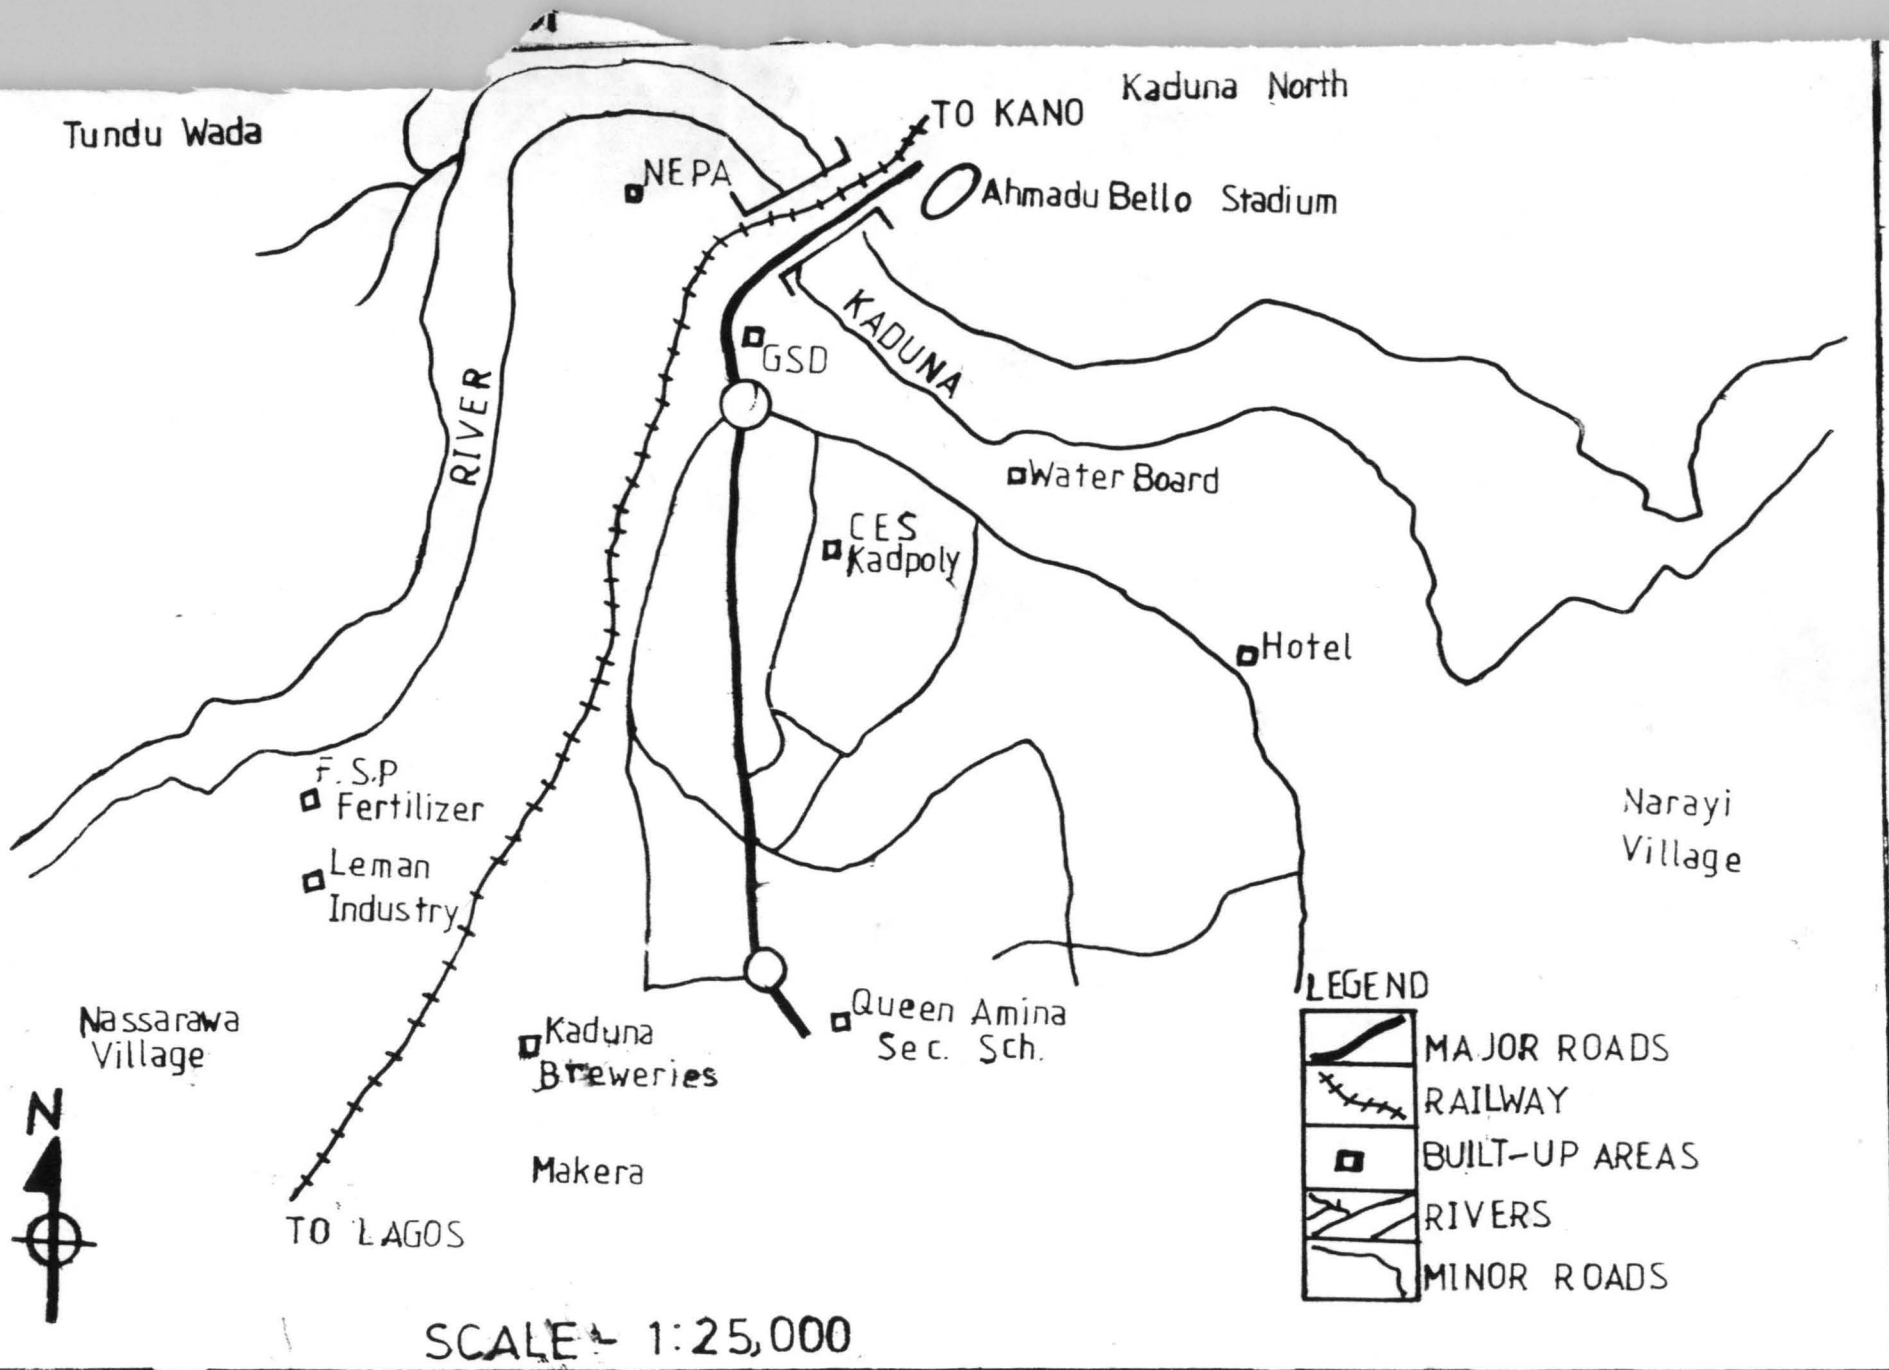 Kaduna North
TO KANO
Tundu Wada
NEPA
Ahmadu Bello Stadium
KADUNA
GSD
RIVER
Water Board
CES
Kadpoly
Hotel
F.S.P
Fertilizer
Narayi
Village
Leman
Industry
Nassarawa
Village
Kaduna
Breweries
Queen Amina
Sec. Sch.
N
Makera
TO LAGOS
LEGEND
MAJOR ROADS
RAILWAY
BUILT-UP AREAS
RIVERS
MINOR ROADS
SCALE - 1:25,000